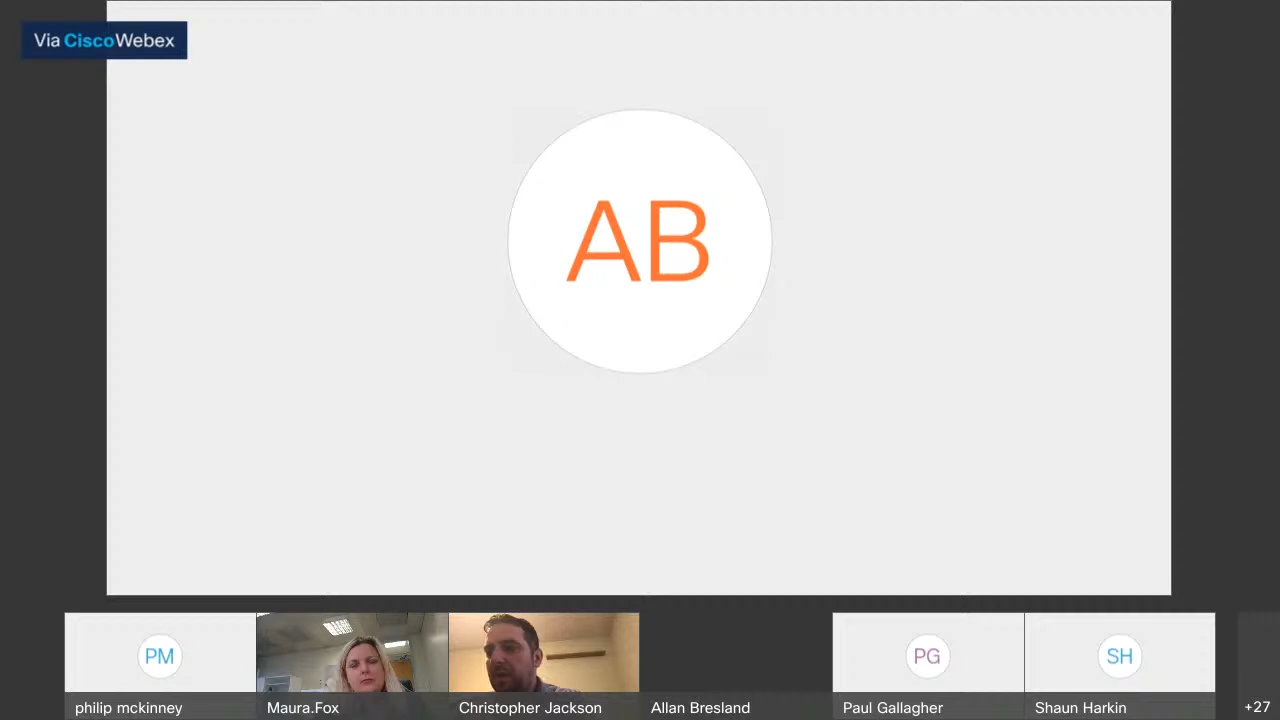 Via CiscoWebex
AB
PM
PG
SH
philip mckinney
Maura.Fox
Christopher Jackson
Allan Bresland
Paul Gallagher
Shaun Harkin
+27